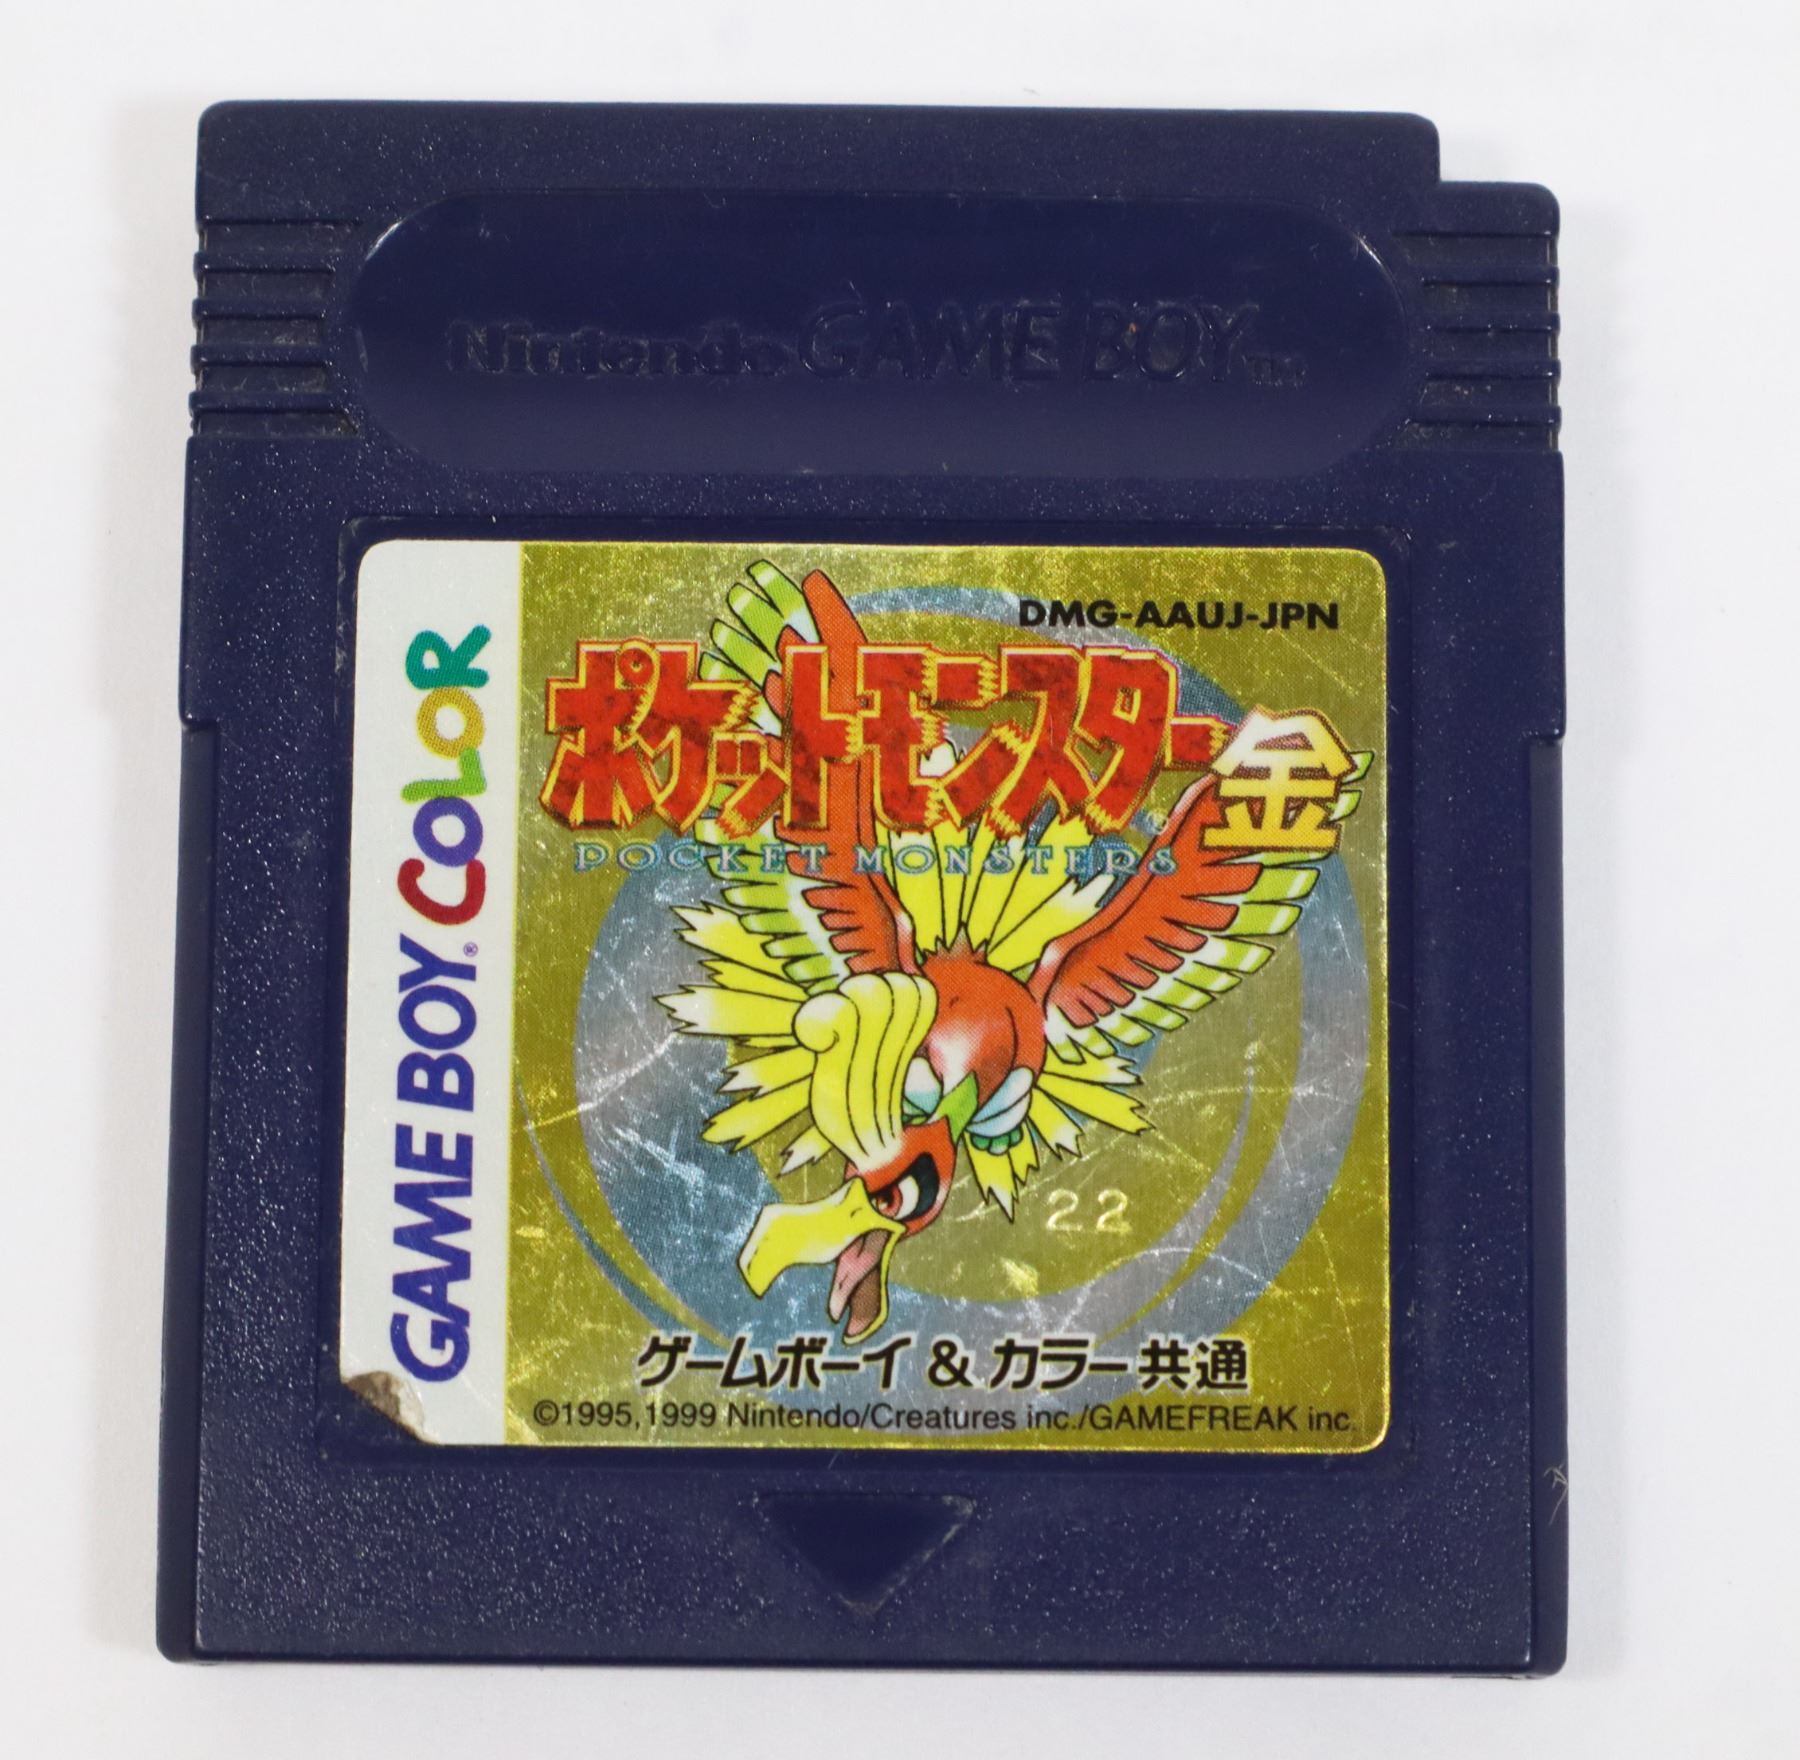 Nintendo GAME BOY™
GAME BOY® COLOR
DMG-AAUJ-JPN
ポケットモンスター金
®
POCKET MONSTERS
22
ゲームボーイ & カラー共通
©1995,1999 Nintendo/Creatures inc./GAMEFREAK inc.